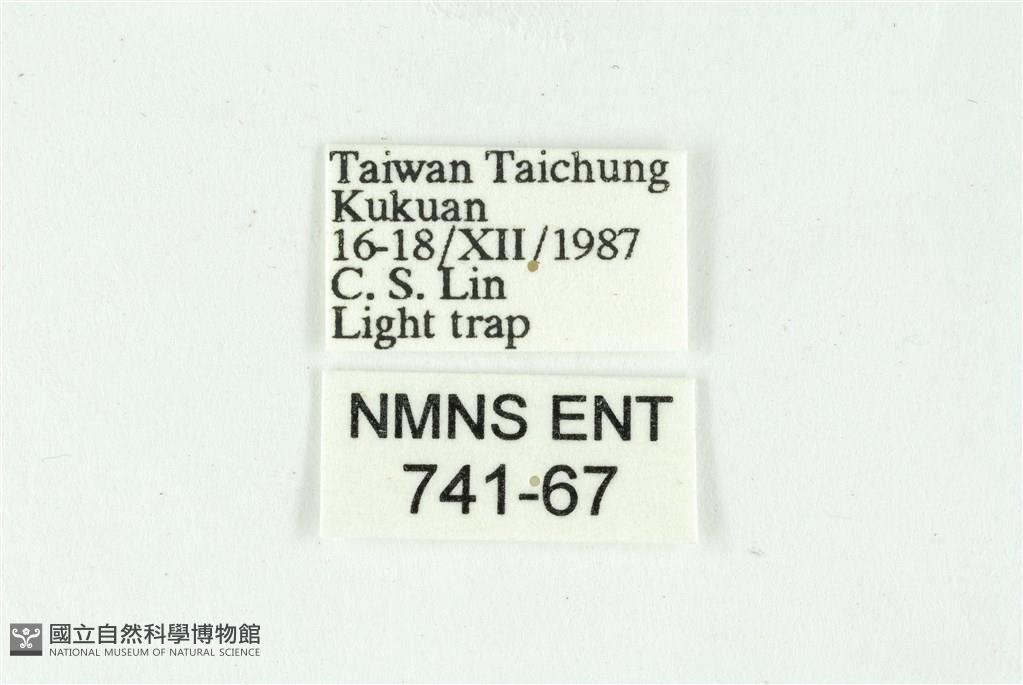 Taiwan Taichung
Kukuan
16-18/XII/1987
C. S. Lin
Light trap
NMNS ENT
741-67
國立自然科學博物館
NATIONAL MUSEUM OF NATURAL SCIENCE